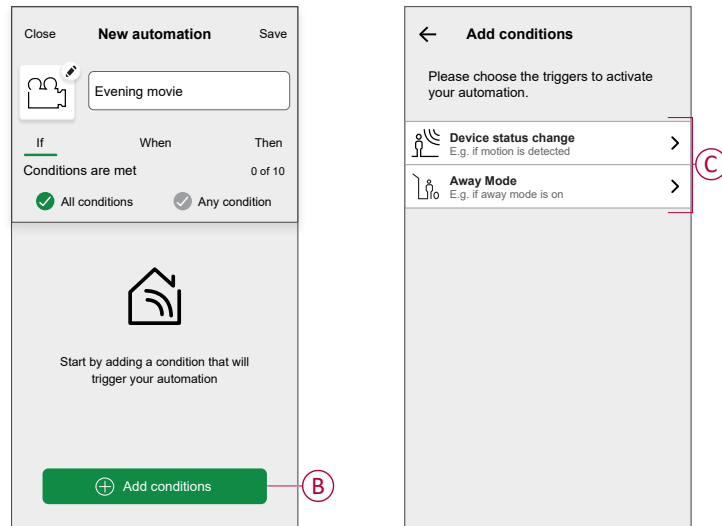 Close New automation Save
Evening movie
If When Then
Conditions are met 0 of 10
All conditions Any condition
Start by adding a condition that will
trigger your automation
Add conditions
B
Add conditions
Please choose the triggers to activate
your automation.
Device status change
E.g. if motion is detected
Away Mode
E.g. if away mode is on
C